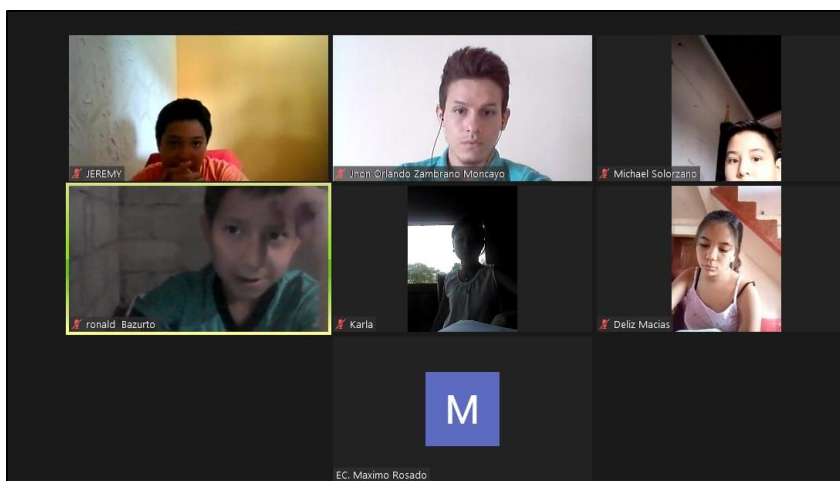 JEREMY
Jhon Orlando Zambrano Moncayo
Michael Solorzano
ronald Bazurto
Karla
Deliz Macias
M
EC. Maximo Rosado